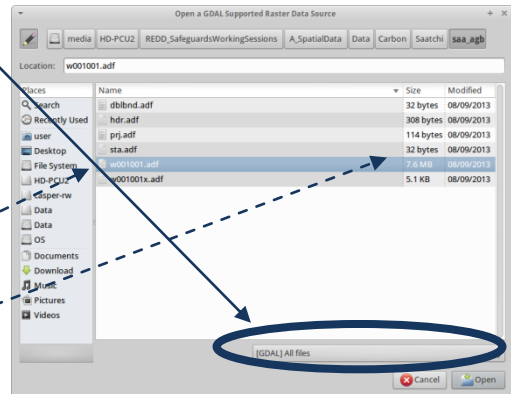 Open a GDAL Supported Raster Data Source
media HD-PCU2 REDD_SafeguardsWorkingSessions A_SpatialData Data Carbon Saatchi saa_agb
Location: w001001.adf
Places Name Size Modified
Search dblbnd.adf 32 bytes 08/09/2013
Recently Used hdr.adf 308 bytes 08/09/2013
user prj.adf 114 bytes 08/09/2013
Desktop sta.adf 32 bytes 08/09/2013
File System w001001.adf 7.6 MB 08/09/2013
HD-PCU2 w001001x.adf 5.1 KB 08/09/2013
casper-rw
Data
Data
OS
Documents
Download
Music
Pictures
Videos
[GDAL] All files
Cancel Open